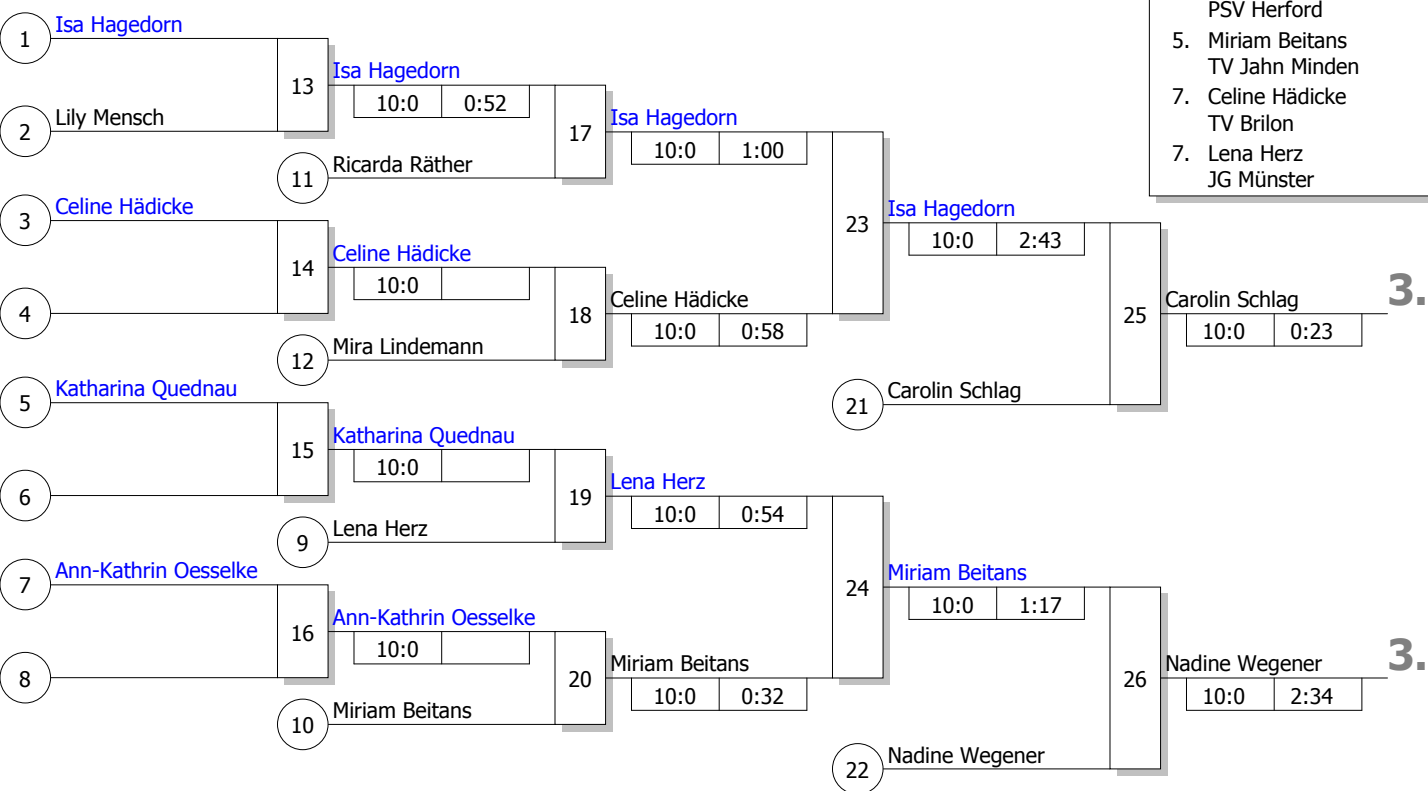 PSV Herford
5. Miriam Beitans
TV Jahn Minden
7. Celine Hädicke
TV Brilon
7. Lena Herz
JG Münster
1 Isa Hagedorn
2 Lily Mensch
13 Isa Hagedorn
10:0 0:52
11 Ricarda Räther
17 Isa Hagedorn
10:0 1:00
3 Celine Hädicke
4
14 Celine Hädicke
10:0
12 Mira Lindemann
18 Celine Hädicke
10:0 0:58
23 Isa Hagedorn
10:0 2:43
21 Carolin Schlag
25 Carolin Schlag 3.
10:0 0:23
5 Katharina Quednau
6
15 Katharina Quednau
10:0
9 Lena Herz
19 Lena Herz
10:0 0:54
7 Ann-Kathrin Oesselke
8
16 Ann-Kathrin Oesselke
10:0
10 Miriam Beitans
20 Miriam Beitans
10:0 0:32
24 Miriam Beitans
10:0 1:17
22 Nadine Wegener
26 Nadine Wegener 3.
10:0 2:34